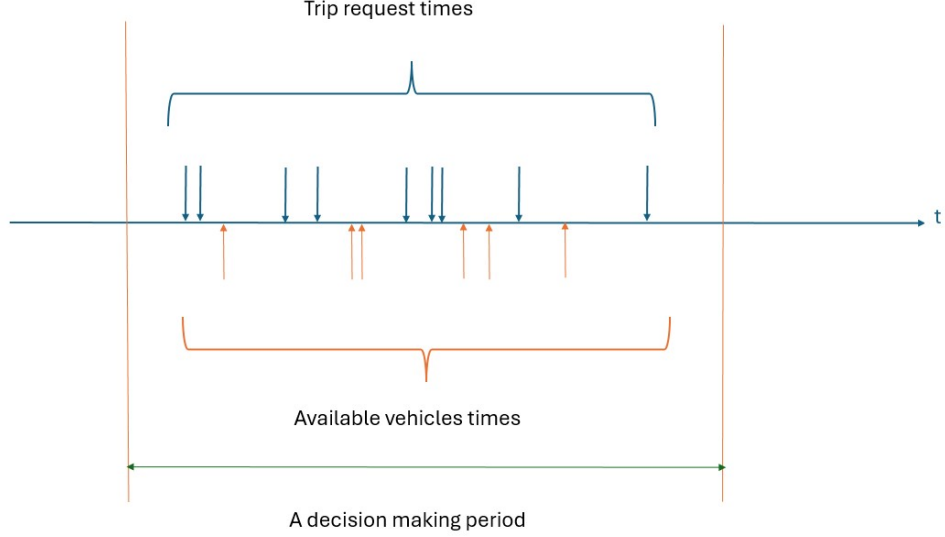 Trip request times
t
Available vehicles times
A decision making period